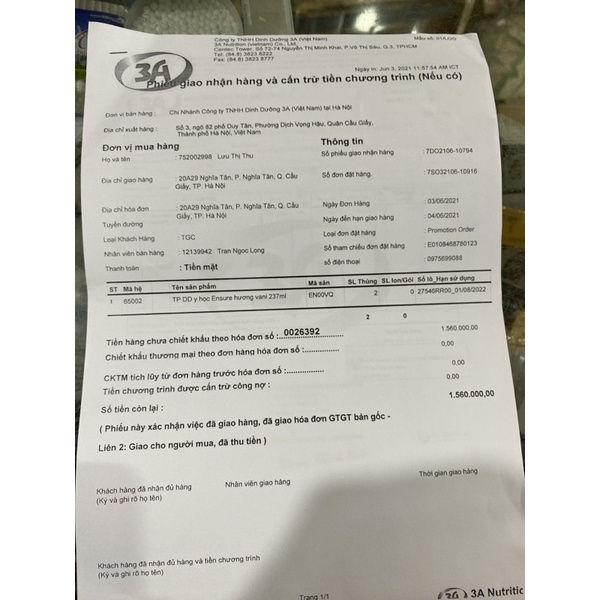 Công ty TNHH Dinh Dưỡng 3A (Việt Nam)
3A Nutrition (vietnam) Co., Ltd.
Centec Tower, Số 72-74 Nguyễn Thị Minh Khai, P.Võ Thị Sáu, Q.3, TPHCM
Tel: (84.8) 3823 8222
Fax: (84.8) 3823 8777
Mẫu số:
3A
Ngày in: Jun 3, 2021 11:57:54 AM ICT
Phiếu giao nhận hàng và cấn trừ tiền chương trình (Nếu có)
Đơn vị bán hàng : Chi Nhánh Công ty TNHH Dinh Dưỡng 3A (Việt Nam) tại Hà Nội
Địa chỉ xuất hàng : Số 3, ngõ 82 phố Duy Tân, Phường Dịch Vọng Hậu, Quận Cầu Giấy,
Thành phố Hà Nội, Việt Nam
Đơn vị mua hàng Thông tin
Họ và tên : 752002998 Lưu Thị Thu Số phiếu giao nhận hàng : 7DO2106-10794
Địa chỉ giao hàng : 20A29 Nghĩa Tân, P. Nghĩa Tân, Q. Cầu Số đơn đặt hàng : 7SO32106-10916
Giấy, TP. Hà Nội
Địa chỉ hóa đơn : 20A29 Nghĩa Tân, P. Nghĩa Tân, Q. Cầu Ngày Đơn Hàng : 03/06/2021
Giấy, TP. Hà Nội
Tuyến đường Ngày đến hạn giao hàng : 04/06/2021
Loại Khách Hàng : TGC Loại đơn đặt hàng : Promotion Order
Nhân viên bán hàng : 12139942 Tran Ngoc Long Số tham chiếu đơn đặt hàng : E0108468780123
Thanh toán : Tiền mặt số điện thoại : 0975699088
ST Mã hệ Tên sản phẩm Mã sản SL Thùng SL lon/Gói Số lô_Hạn sử dụng
1 65002 TP DD y học Ensure hương vani 237ml EN00VQ 2 0 27546RR00_01/08/2022
2 0
Tiền hàng chưa chiết khấu theo hóa đơn số :..0026392 1.560.000,00
Chiết khấu thương mại theo đơn hàng hóa đơn số :................ 0,00
CKTM tích lũy từ đơn hàng trước hóa đơn số :................ 0,00
Tiền chương trình được cấn trừ công nợ : 0,00
Số tiền còn lại : 1.560.000,00
( Phiếu này xác nhận việc đã giao hàng, đã giao hóa đơn GTGT bản gốc -
Liên 2: Giao cho người mua, đã thu tiền )
Khách hàng đã nhận đủ hàng Nhân viên giao hàng Thời gian giao hàng
(Ký và ghi rõ họ tên)
Khách hàng đã nhận đủ hàng và tiền chương trình
(Ký và ghi rõ họ tên)
Trang 1/1 3A Nutritic